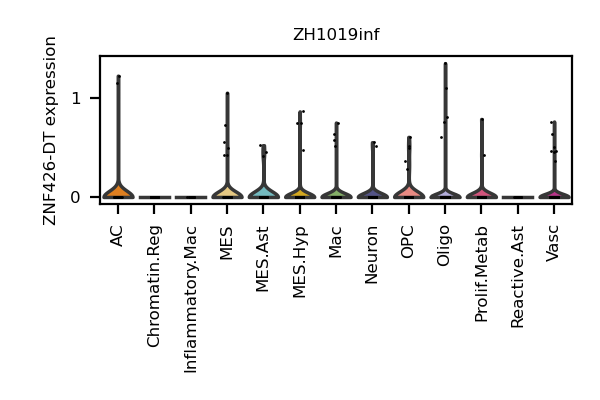 ZH1019inf
ZNF426-DT expression
1
0
AC
Chromatin.Reg
Inflammatory.Mac
MES
MES.Ast
MES.Hyp
Mac
Neuron
OPC
Oligo
Prolif.Metab
Reactive.Ast
Vasc